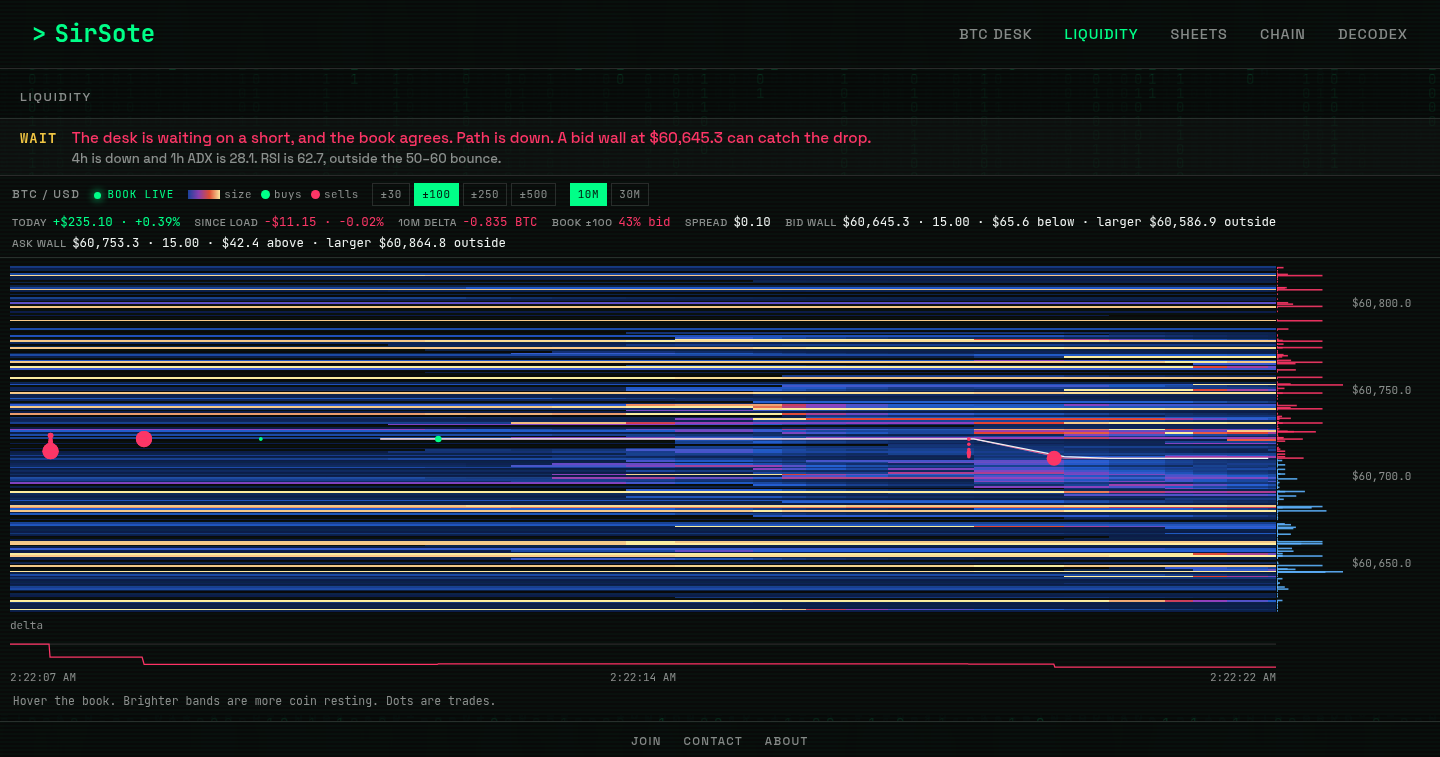 > SirSote
BTC DESK LIQUIDITY SHEETS CHAIN DECODEX
LIQUIDITY
WAIT The desk is waiting on a short, and the book agrees. Path is down. A bid wall at $60,645.3 can catch the drop.
4h is down and 1h ADX is 28.1. RSI is 62.7, outside the 50–60 bounce.
BTC / USD BOOK LIVE size buys sells ±30 ±100 ±250 ±500 10M 30M
TODAY +$235.10 · +0.39% SINCE LOAD -$11.15 · -0.02% 10M DELTA -0.835 BTC BOOK ±100 43% bid SPREAD $0.10 BID WALL $60,645.3 · 15.00 · $65.6 below · larger $60,586.9 outside
ASK WALL $60,753.3 · 15.00 · $42.4 above · larger $60,864.8 outside
$60,800.0
$60,750.0
$60,700.0
$60,650.0
delta
2:22:07 AM 2:22:14 AM 2:22:22 AM
Hover the book. Brighter bands are more coin resting. Dots are trades.
JOIN CONTACT ABOUT